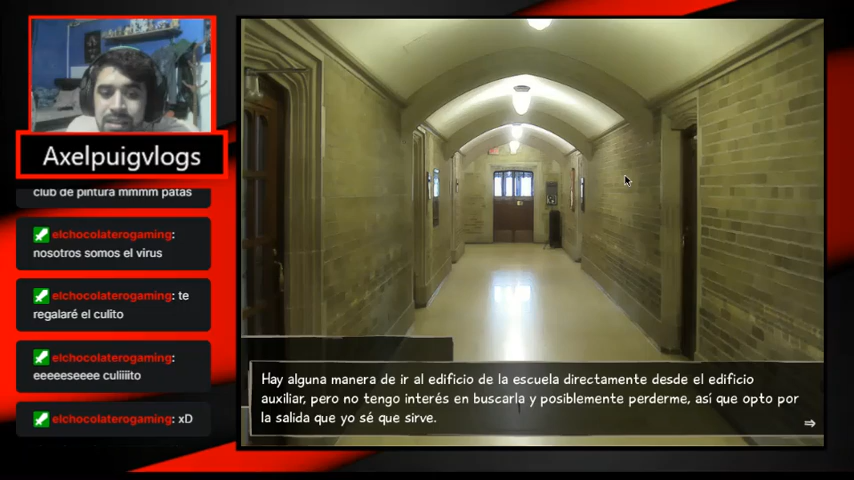 Axelpuigvlogs
club de pintura mmmm patas
elchocolaterogaming:
nosotros somos el virus
elchocolaterogaming: te
regalaré el culito
elchocolaterogaming:
eeeeeseeee culiiiito
elchocolaterogaming: xD
Hay alguna manera de ir al edificio de la escuela directamente desde el edificio
auxiliar, pero no tengo interés en buscarla y posiblemente perderme, así que opto por
la salida que yo sé que sirve.